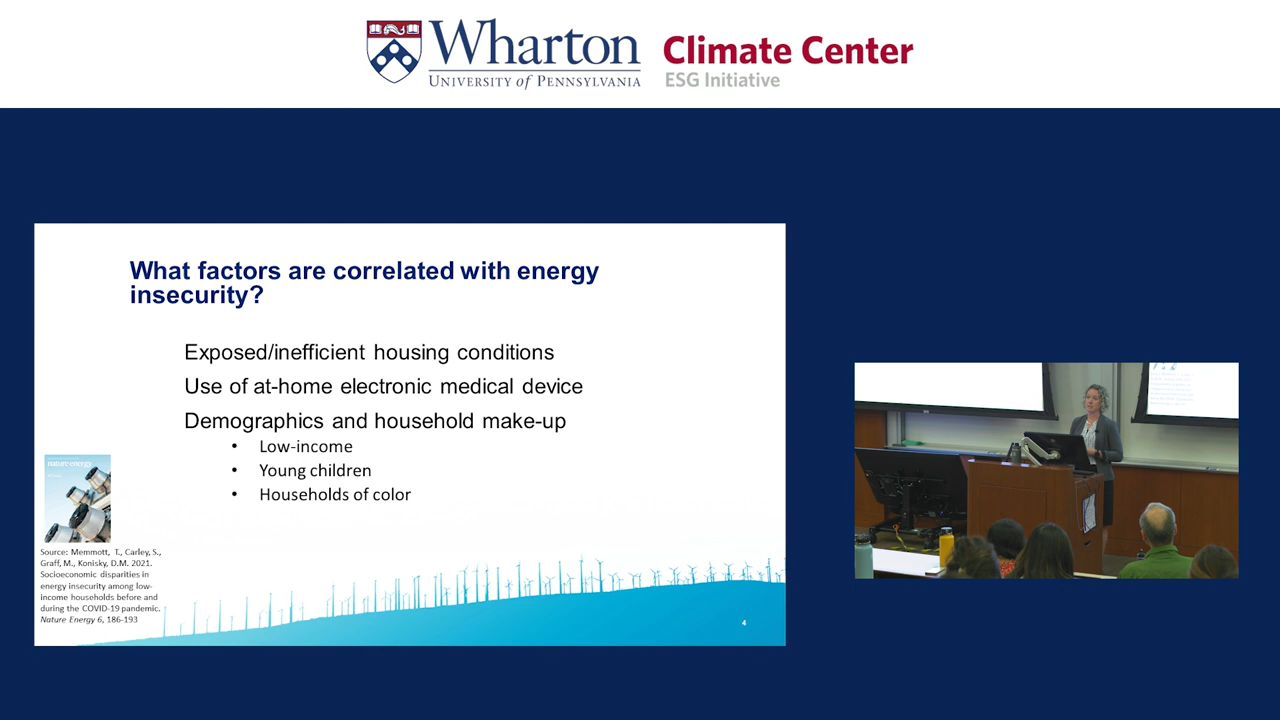 Wharton
UNIVERSITY of PENNSYLVANIA
Climate Center
ESG Initiative
What factors are correlated with energy
insecurity?
Exposed/inefficient housing conditions
Use of at-home electronic medical device
Demographics and household make-up
• Low-income
• Young children
• Households of color
nature energy
Source: Memmott, T., Carley, S.,
Graff, M., Konisky, D.M. 2021.
Socioeconomic disparities in
energy insecurity among low-
income households before and
during the COVID-19 pandemic.
Nature Energy 6, 186-193
4